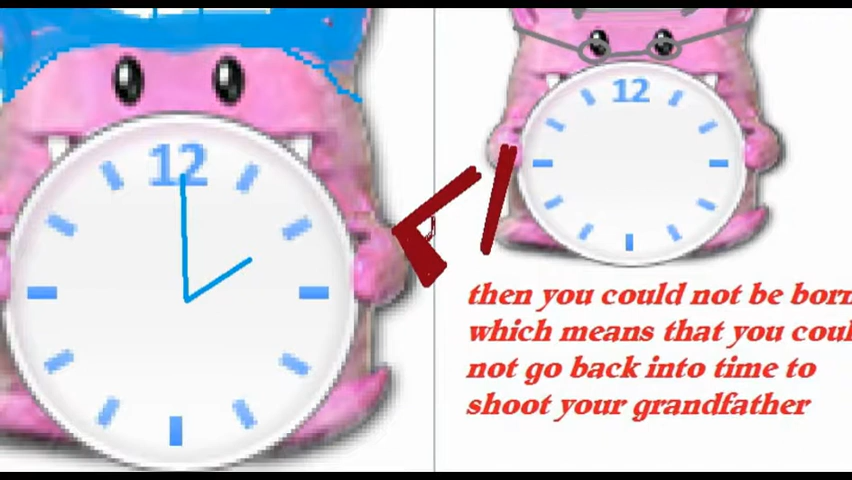 12
12
then you could not be born
which means that you coul
not go back into time to
shoot your grandfather